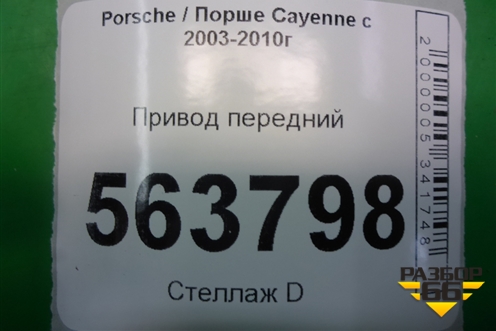 Porsche / Порше Cayenne с
2003-2010г
Привод передний
563798
Стеллаж D
2000005341748
РАЗБОР
66